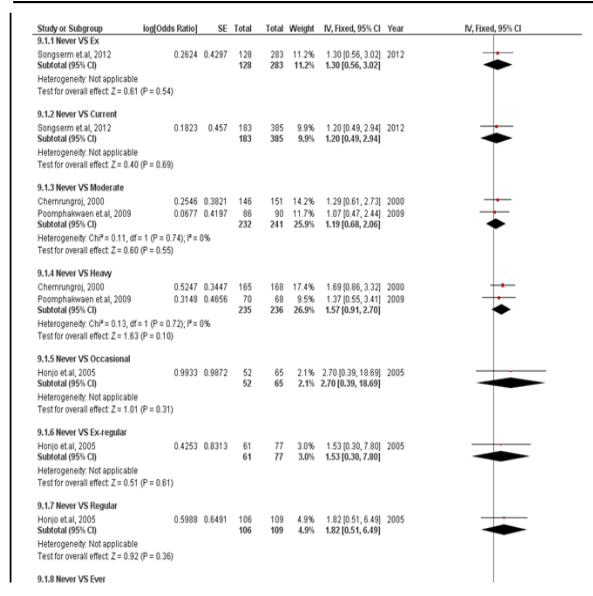 Study or Subgroup log[Odds Ratio] SE Total Total Weight IV, Fixed, 95% CI Year IV, Fixed, 95% CI
9.1.1 Never VS Ex
Songserm et.al, 2012 0.2624 0.4297 128 283 11.2% 1.30 [0.56, 3.02] 2012
Subtotal (95% CI) 128 283 11.2% 1.30 [0.56, 3.02]
Heterogeneity: Not applicable
Test for overall effect: Z = 0.61 (P = 0.54)
9.1.2 Never VS Current
Songserm et.al, 2012 0.1823 0.457 183 385 9.9% 1.20 [0.49, 2.94] 2012
Subtotal (95% CI) 183 385 9.9% 1.20 [0.49, 2.94]
Heterogeneity: Not applicable
Test for overall effect: Z = 0.40 (P = 0.69)
9.1.3 Never VS Moderate
Chernrungroj, 2000 0.2546 0.3821 146 151 14.2% 1.29 [0.61, 2.73] 2000
Poomphakwaen et.al, 2009 0.0677 0.4197 86 90 11.7% 1.07 [0.47, 2.44] 2009
Subtotal (95% CI) 232 241 25.9% 1.19 [0.68, 2.06]
Heterogeneity: Chi² = 0.11, df = 1 (P = 0.74); I² = 0%
Test for overall effect: Z = 0.60 (P = 0.55)
9.1.4 Never VS Heavy
Chernrungroj, 2000 0.5247 0.3447 165 168 17.4% 1.69 [0.86, 3.32] 2000
Poomphakwaen et.al, 2009 0.3148 0.4656 70 68 9.5% 1.37 [0.55, 3.41] 2009
Subtotal (95% CI) 235 236 26.9% 1.57 [0.91, 2.70]
Heterogeneity: Chi² = 0.13, df = 1 (P = 0.72); I² = 0%
Test for overall effect: Z = 1.63 (P = 0.10)
9.1.5 Never VS Occasional
Honjo et.al, 2005 0.9933 0.9872 52 65 2.1% 2.70 [0.39, 18.69] 2005
Subtotal (95% CI) 52 65 2.1% 2.70 [0.39, 18.69]
Heterogeneity: Not applicable
Test for overall effect: Z = 1.01 (P = 0.31)
9.1.6 Never VS Ex-regular
Honjo et.al, 2005 0.4253 0.8313 61 77 3.0% 1.53 [0.30, 7.80] 2005
Subtotal (95% CI) 61 77 3.0% 1.53 [0.30, 7.80]
Heterogeneity: Not applicable
Test for overall effect: Z = 0.51 (P = 0.61)
9.1.7 Never VS Regular
Honjo et.al, 2005 0.5988 0.6491 106 109 4.9% 1.82 [0.51, 6.49] 2005
Subtotal (95% CI) 106 109 4.9% 1.82 [0.51, 6.49]
Heterogeneity: Not applicable
Test for overall effect: Z = 0.92 (P = 0.36)
9.1.8 Never VS Ever